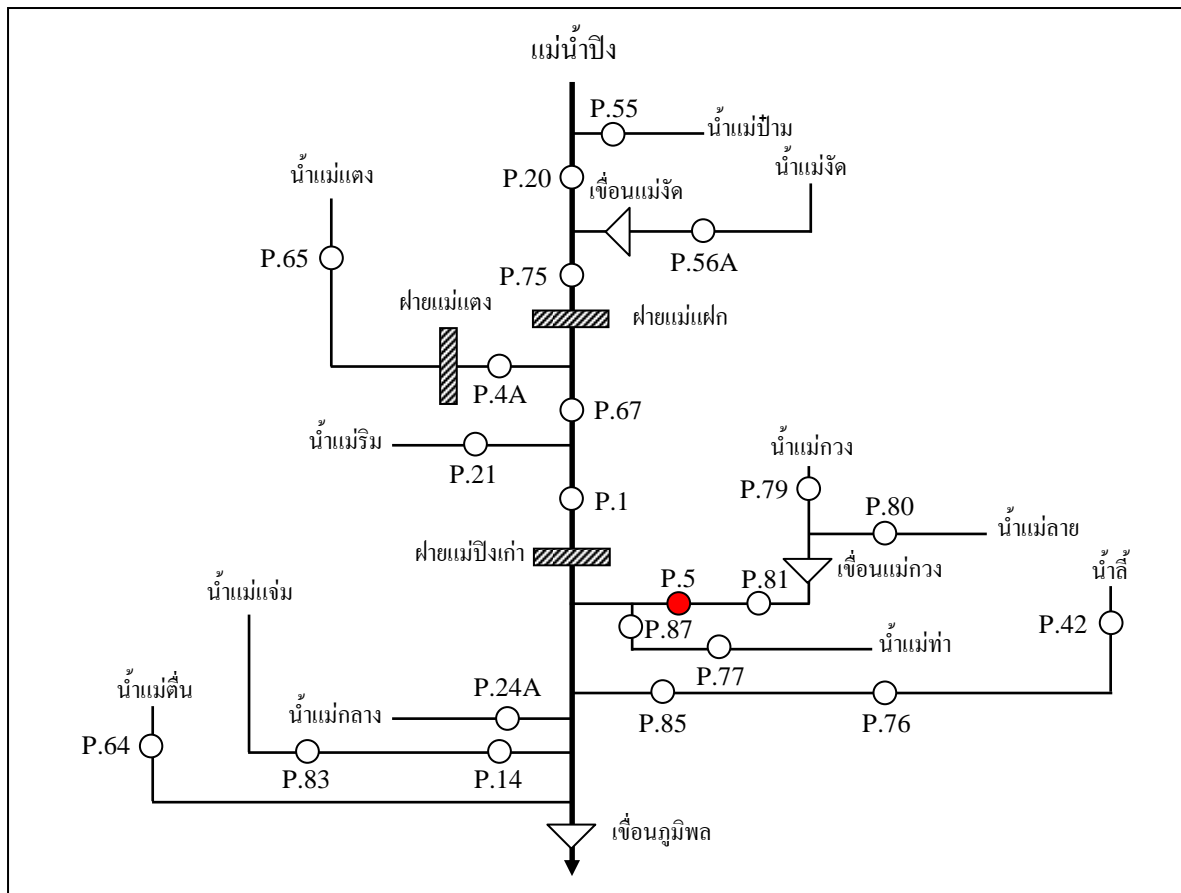 แม่น้ำปิง
P.55
น้ำแม่ป๋าม
น้ำแม่งัด
น้ำแม่แตง
P.20
เขื่อนแม่งัด
P.65
P.56A
P.75
ฝายแม่แตง
ฝายแม่แฝก
P.4A
P.67
น้ำแม่ริม
P.21
น้ำแม่กวง
P.79
P.1
P.80
น้ำแม่ลาย
ฝายแม่ปิงเก่า
เขื่อนแม่กวง
น้ำลี้
P.5
P.81
น้ำแม่แจ่ม
P.42
P.87
น้ำแม่ท่า
P.77
น้ำแม่ตื่น
P.24A
น้ำแม่กลาง
P.85
P.76
P.64
P.83
P.14
เขื่อนภูมิพล